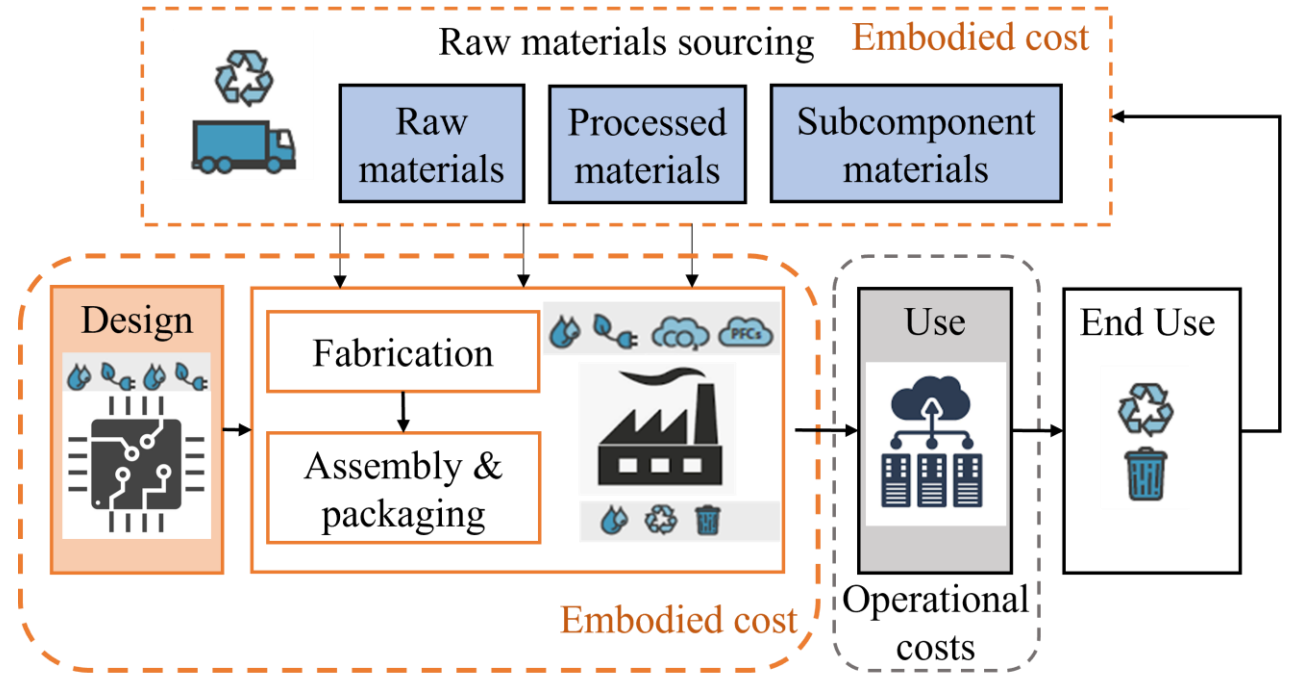 Raw materials sourcing
Embodied cost
Raw
materials
Processed
materials
Subcomponent
materials
Design
Fabrication
Assembly &
packaging
CO₂
PFCs
Embodied cost
Use
Operational
costs
End Use